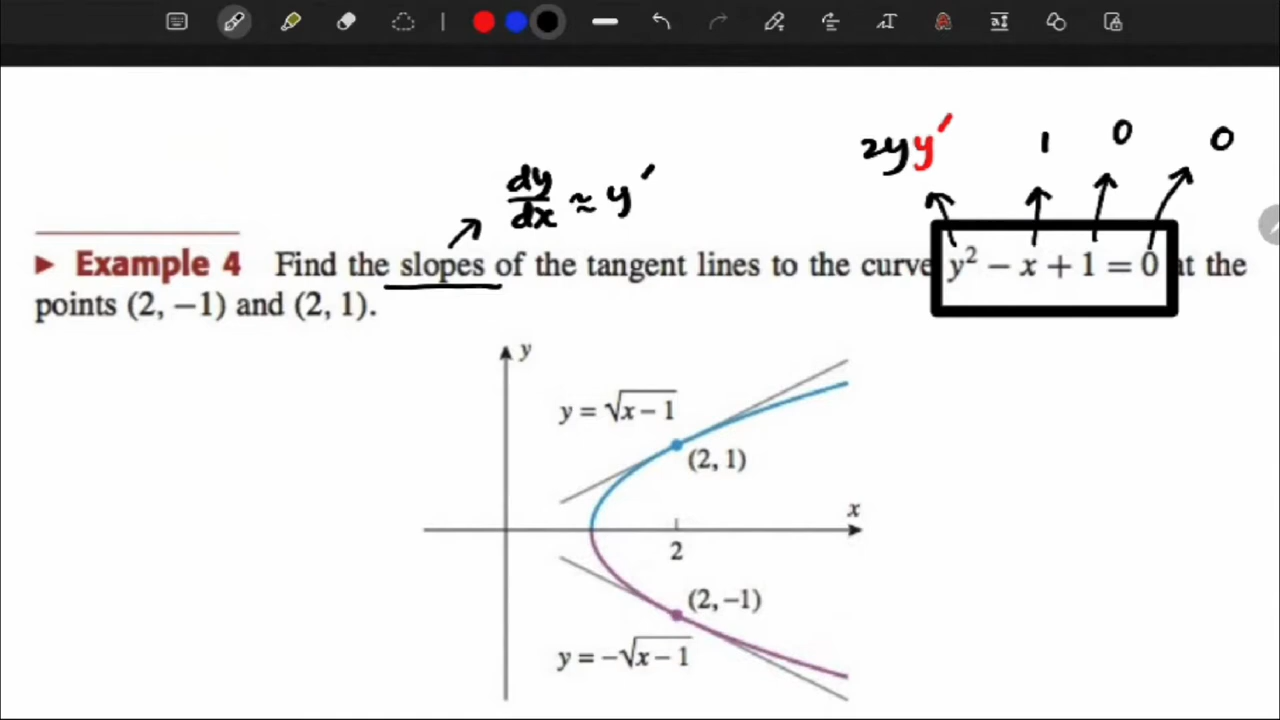 2yy′ 1 0 0
dy/dx ≈ y′
▶ Example 4 Find the slopes of the tangent lines to the curve y² − x + 1 = 0 at the
points (2, −1) and (2, 1).
y
y = √x − 1
(2, 1)
x
2
(2, −1)
y = −√x − 1